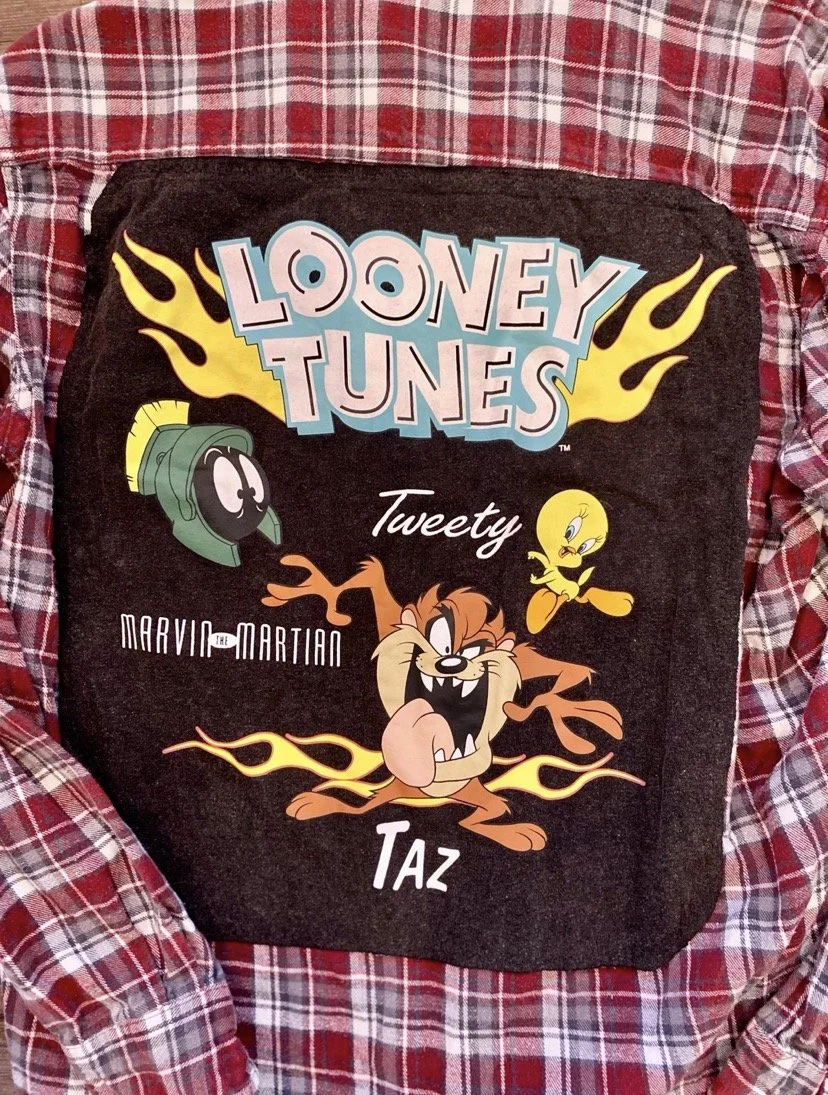 LOONEY
TUNES
TM
Tweety
MARVIN THE MARTIAN
TAZ